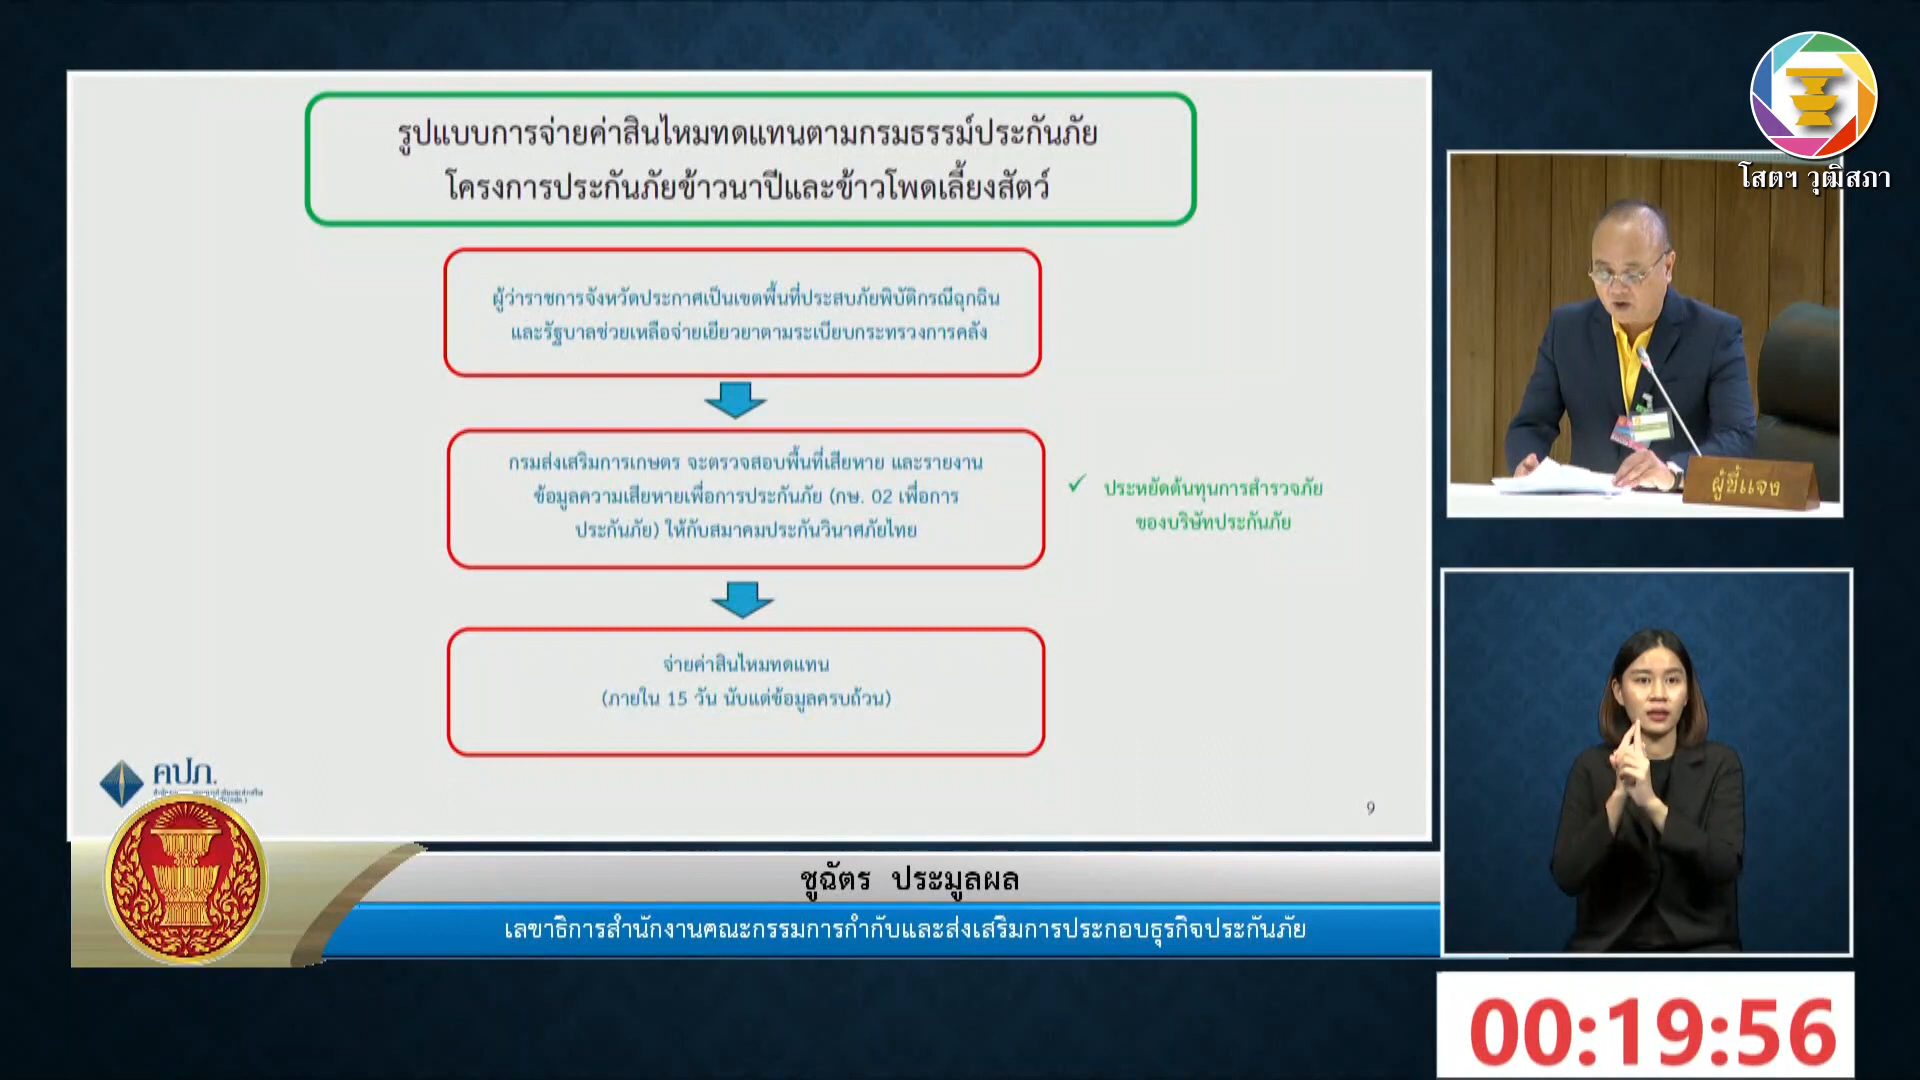 รูปแบบการจ่ายค่าสินไหมทดแทนตามกรมธรรม์ประกันภัย
โครงการประกันภัยข้าวนาปีและข้าวโพดเลี้ยงสัตว์
ผู้ว่าราชการจังหวัดประกาศเป็นเขตพื้นที่ประสบภัยพิบัติกรณีฉุกฉิน
และรัฐบาลช่วยเหลือจ่ายเยียวยาตามระเบียบกระทรวงการคลัง
กรมส่งเสริมการเกษตร จะตรวจสอบพื้นที่เสียหาย และรายงาน
ข้อมูลความเสียหายเพื่อการประกันภัย (กษ. 02 เพื่อการ
ประกันภัย) ให้กับสมาคมประกันวินาศภัยไทย
✓ ประหยัดต้นทุนการสำรวจภัย
ของบริษัทประกันภัย
จ่ายค่าสินไหมทดแทน
(ภายใน 15 วัน นับแต่ข้อมูลครบถ้วน)
คปภ.
9
โสตฯ วุฒิสภา
ผู้ชี้แจง
ชูฉัตร ประมูลผล
เลขาธิการสำนักงานคณะกรรมการกำกับและส่งเสริมการประกอบธุรกิจประกันภัย
00:19:56